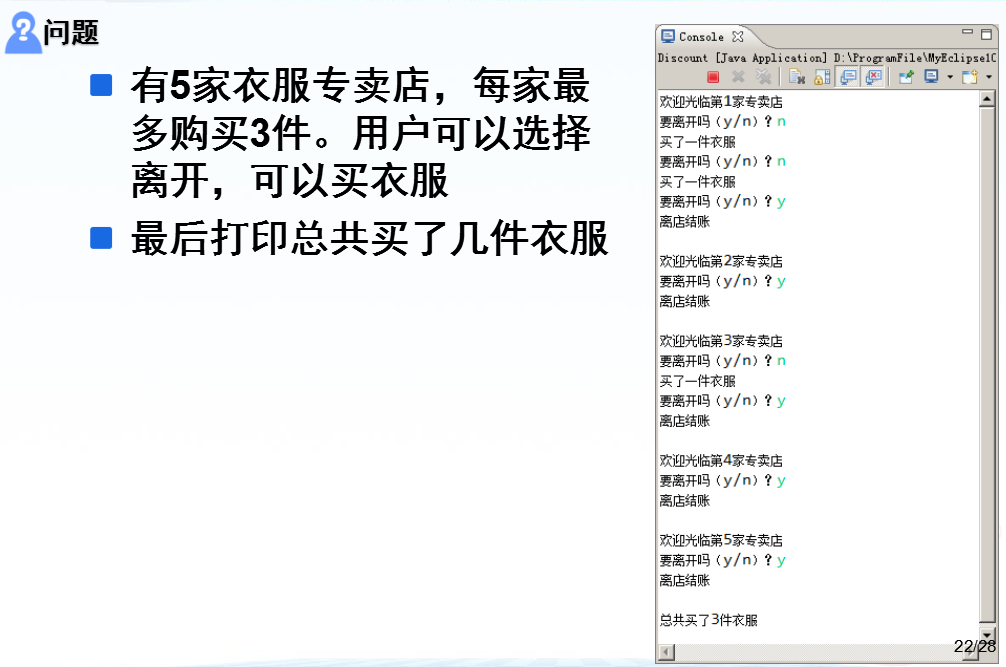 问题
有5家衣服专卖店，每家最
多购买3件。用户可以选择
离开，可以买衣服
最后打印总共买了几件衣服
Console
Discount [Java Application] D:\ProgramFile\MyEclipse10
欢迎光临第1家专卖店
要离开吗（y/n）？n
买了一件衣服
要离开吗（y/n）？n
买了一件衣服
要离开吗（y/n）？y
离店结账
欢迎光临第2家专卖店
要离开吗（y/n）？y
离店结账
欢迎光临第3家专卖店
要离开吗（y/n）？n
买了一件衣服
要离开吗（y/n）？y
离店结账
欢迎光临第4家专卖店
要离开吗（y/n）？y
离店结账
欢迎光临第5家专卖店
要离开吗（y/n）？y
离店结账
总共买了3件衣服
22/28